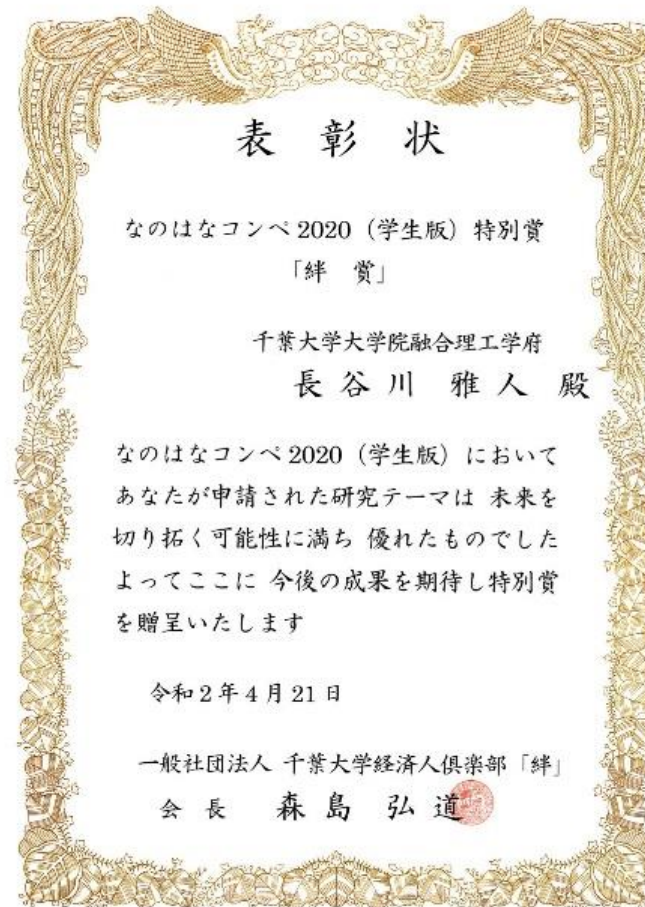 表彰状
なのはなコンペ2020（学生版）特別賞
「絆　賞」
千葉大学大学院融合理工学府
長谷川　雅人　殿
なのはなコンペ2020（学生版）において
あなたが申請された研究テーマは 未来を
切り拓く可能性に満ち 優れたものでした
よってここに 今後の成果を期待し特別賞
を贈呈いたします
令和2年4月21日
一般社団法人 千葉大学経済人倶楽部「絆」
会長　森島　弘道